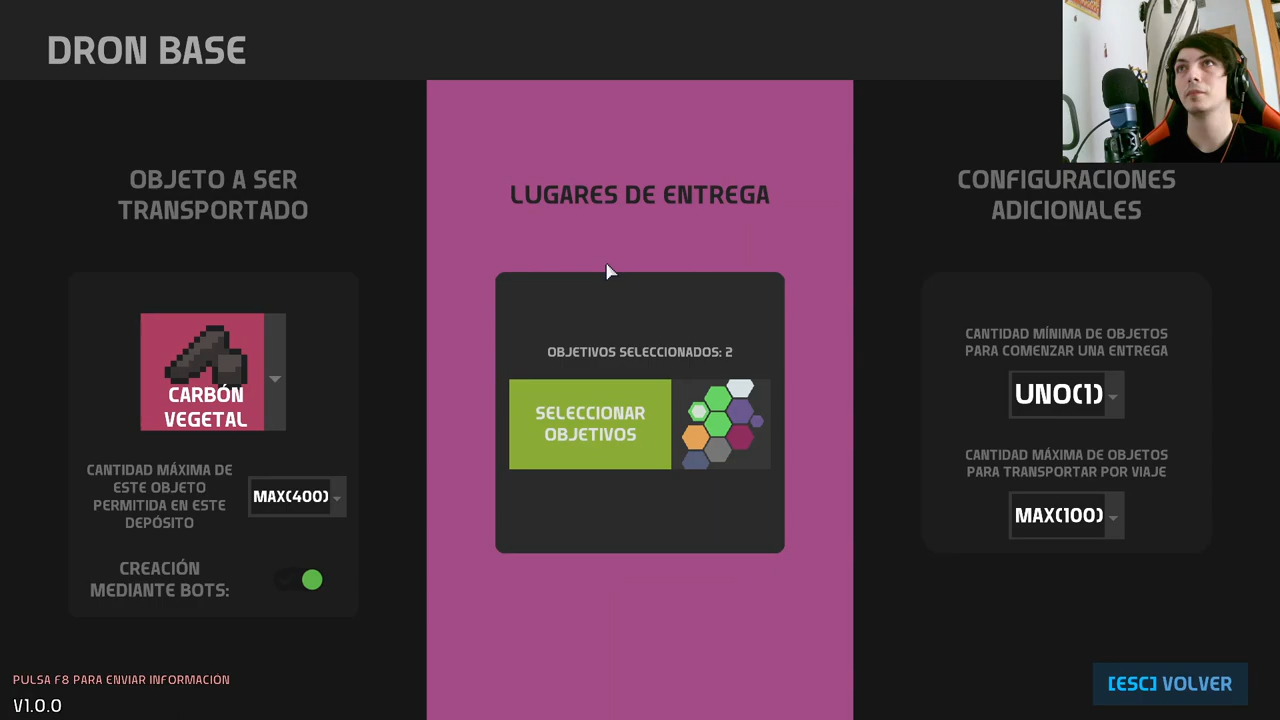 DRON BASE
OBJETO A SER
TRANSPORTADO
CARBÓN
VEGETAL
CANTIDAD MÁXIMA DE
ESTE OBJETO
PERMITIDA EN ESTE
DEPÓSITO
MAX(400)
CREACIÓN
MEDIANTE BOTS:
LUGARES DE ENTREGA
OBJETIVOS SELECCIONADOS: 2
SELECCIONAR
OBJETIVOS
CONFIGURACIONES
ADICIONALES
CANTIDAD MÍNIMA DE OBJETOS
PARA COMENZAR UNA ENTREGA
UNO(1)
CANTIDAD MÁXIMA DE OBJETOS
PARA TRANSPORTAR POR VIAJE
MAX(100)
PULSA F8 PARA ENVIAR INFORMACIÓN
V1.0.0
[ESC] VOLVER